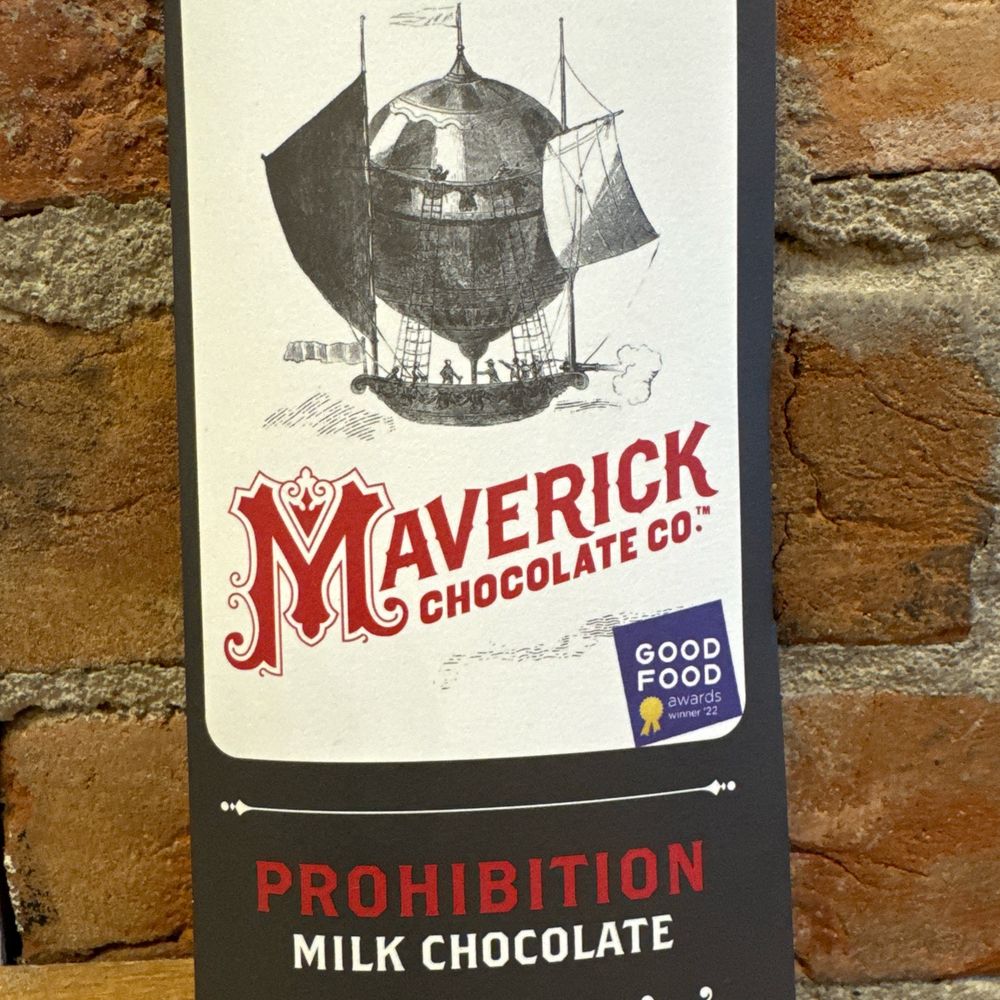 MAVERICK
CHOCOLATE CO.™
GOOD
FOOD
awards
winner '22
PROHIBITION
MILK CHOCOLATE